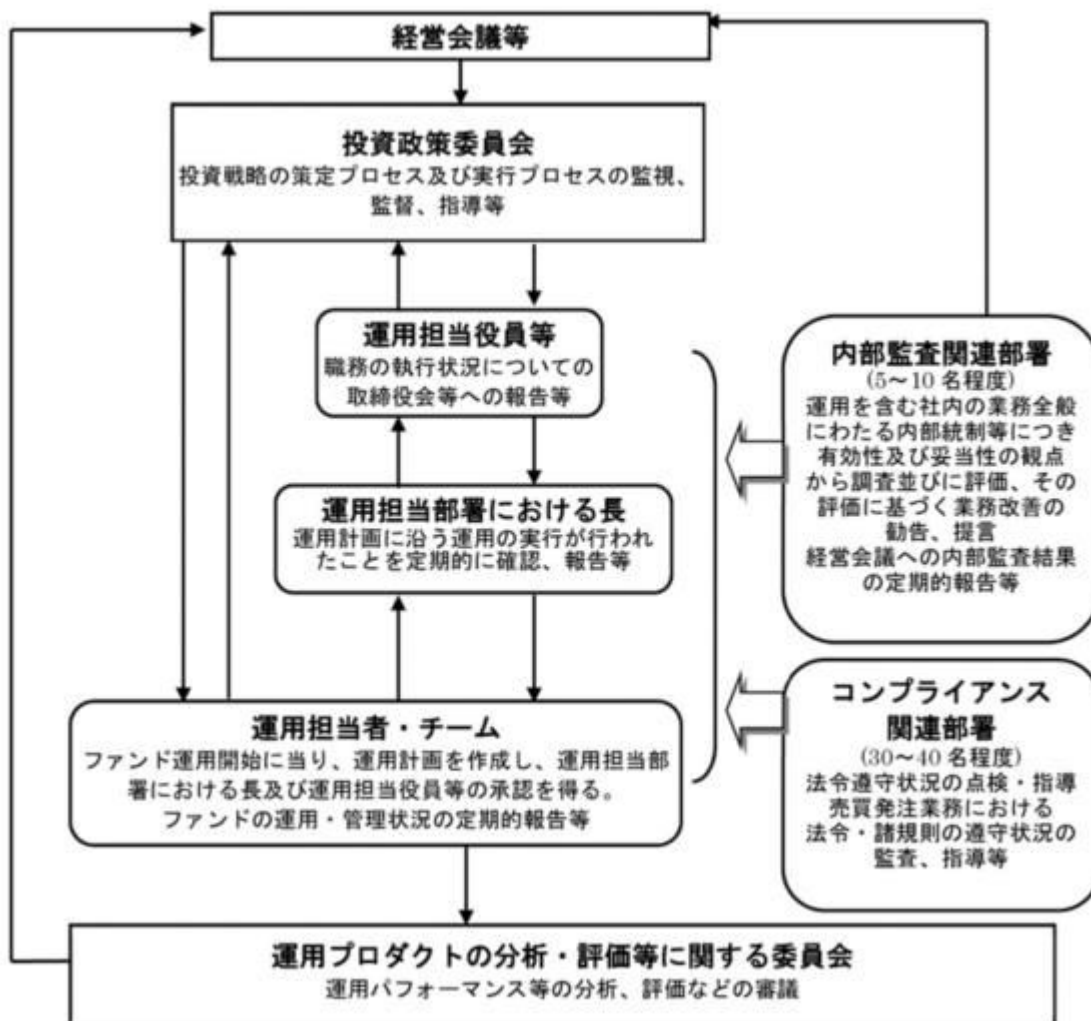 経営会議等
投資政策委員会
投資戦略の策定プロセス及び実行プロセスの監視、
監督、指導等
運用担当役員等
職務の執行状況についての
取締役会等への報告等
運用担当部署における長
運用計画に沿う運用の実行が行われ
たことを定期的に確認、報告等
運用担当者・チーム
ファンド運用開始に当り、運用計画を作成し、運用担当部
署における長及び運用担当役員等の承認を得る。
ファンドの運用・管理状況の定期的報告等
内部監査関連部署
(5～10 名程度)
運用を含む社内の業務全般
にわたる内部統制等につき
有効性及び妥当性の観点
から調査並びに評価、その
評価に基づく業務改善の
勧告、提言
経営会議への内部監査結果
の定期的報告等
コンプライアンス
関連部署
(30～40 名程度)
法令遵守状況の点検・指導
売買発注業務における
法令・諸規則の遵守状況の
監査、指導等
運用プロダクトの分析・評価等に関する委員会
運用パフォーマンス等の分析、評価などの審議